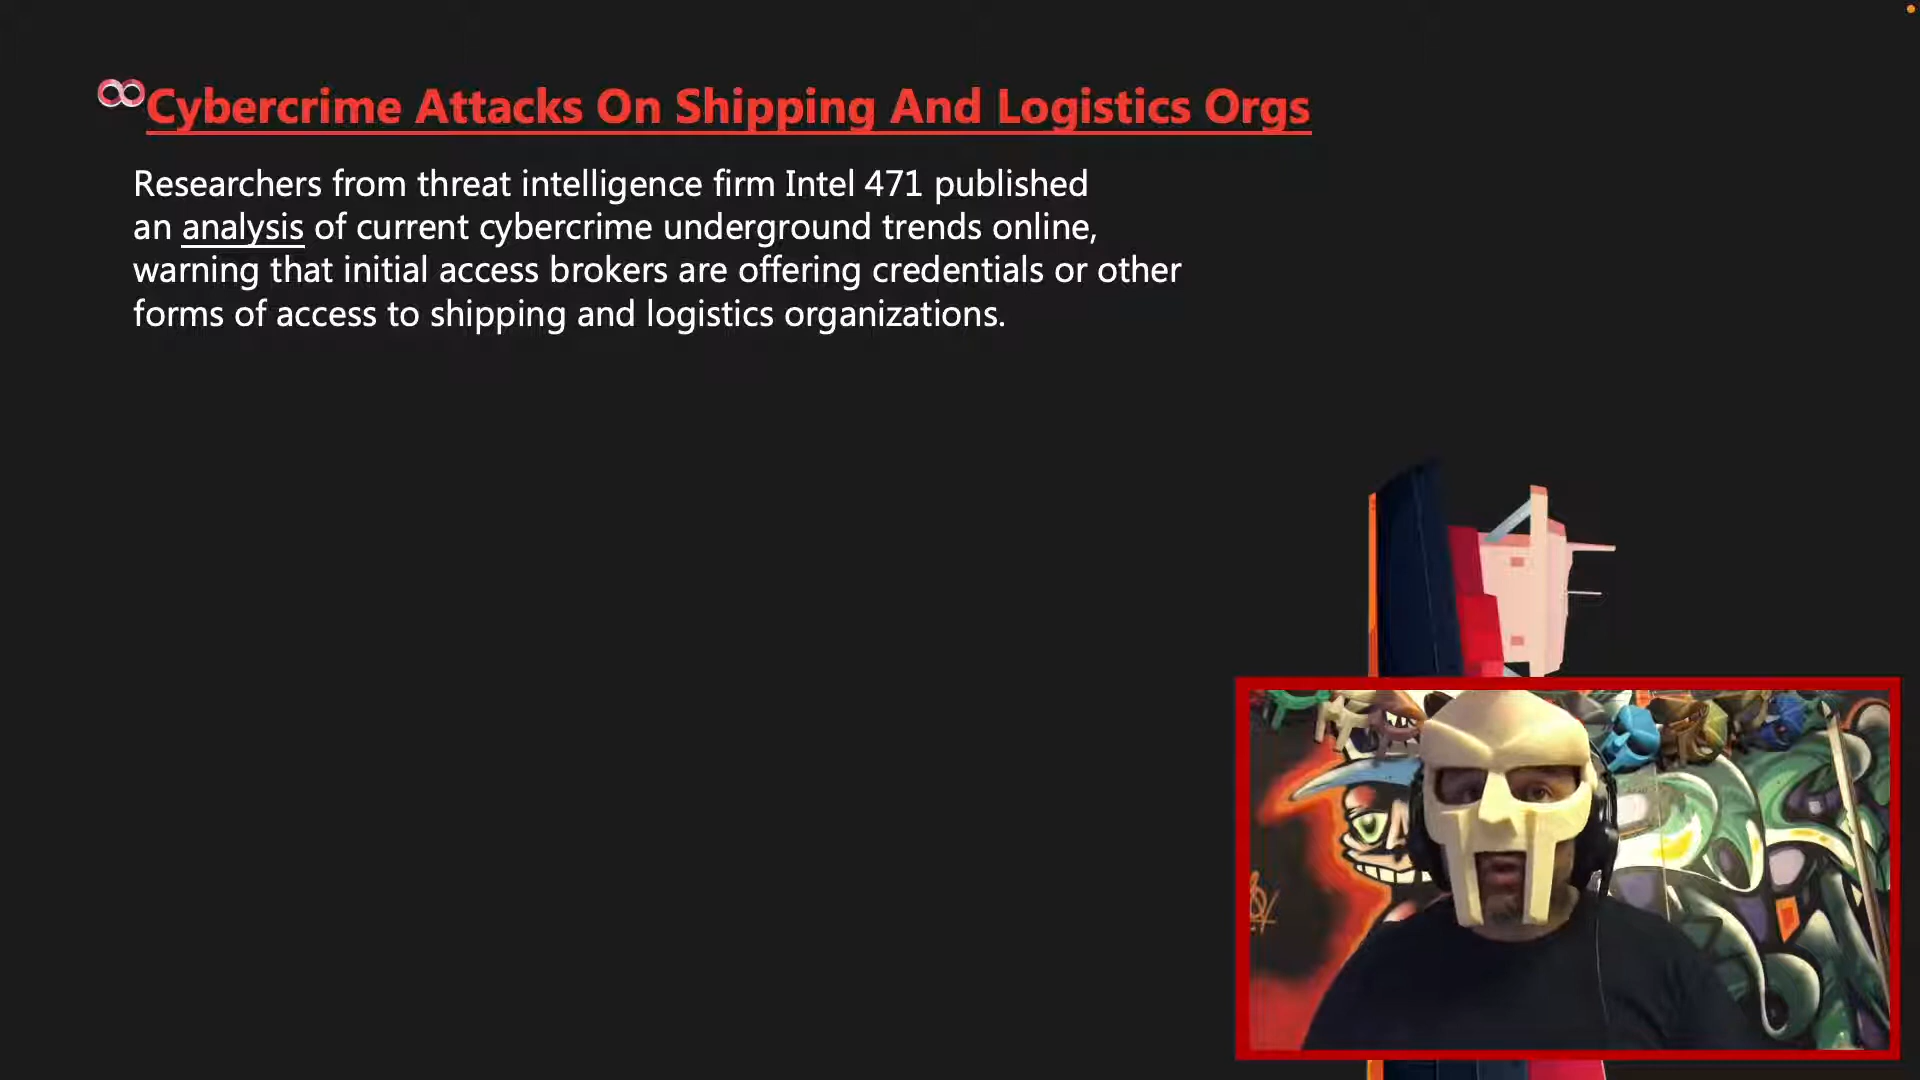 Cybercrime Attacks On Shipping And Logistics Orgs
Researchers from threat intelligence firm Intel 471 published
an analysis of current cybercrime underground trends online,
warning that initial access brokers are offering credentials or other
forms of access to shipping and logistics organizations.